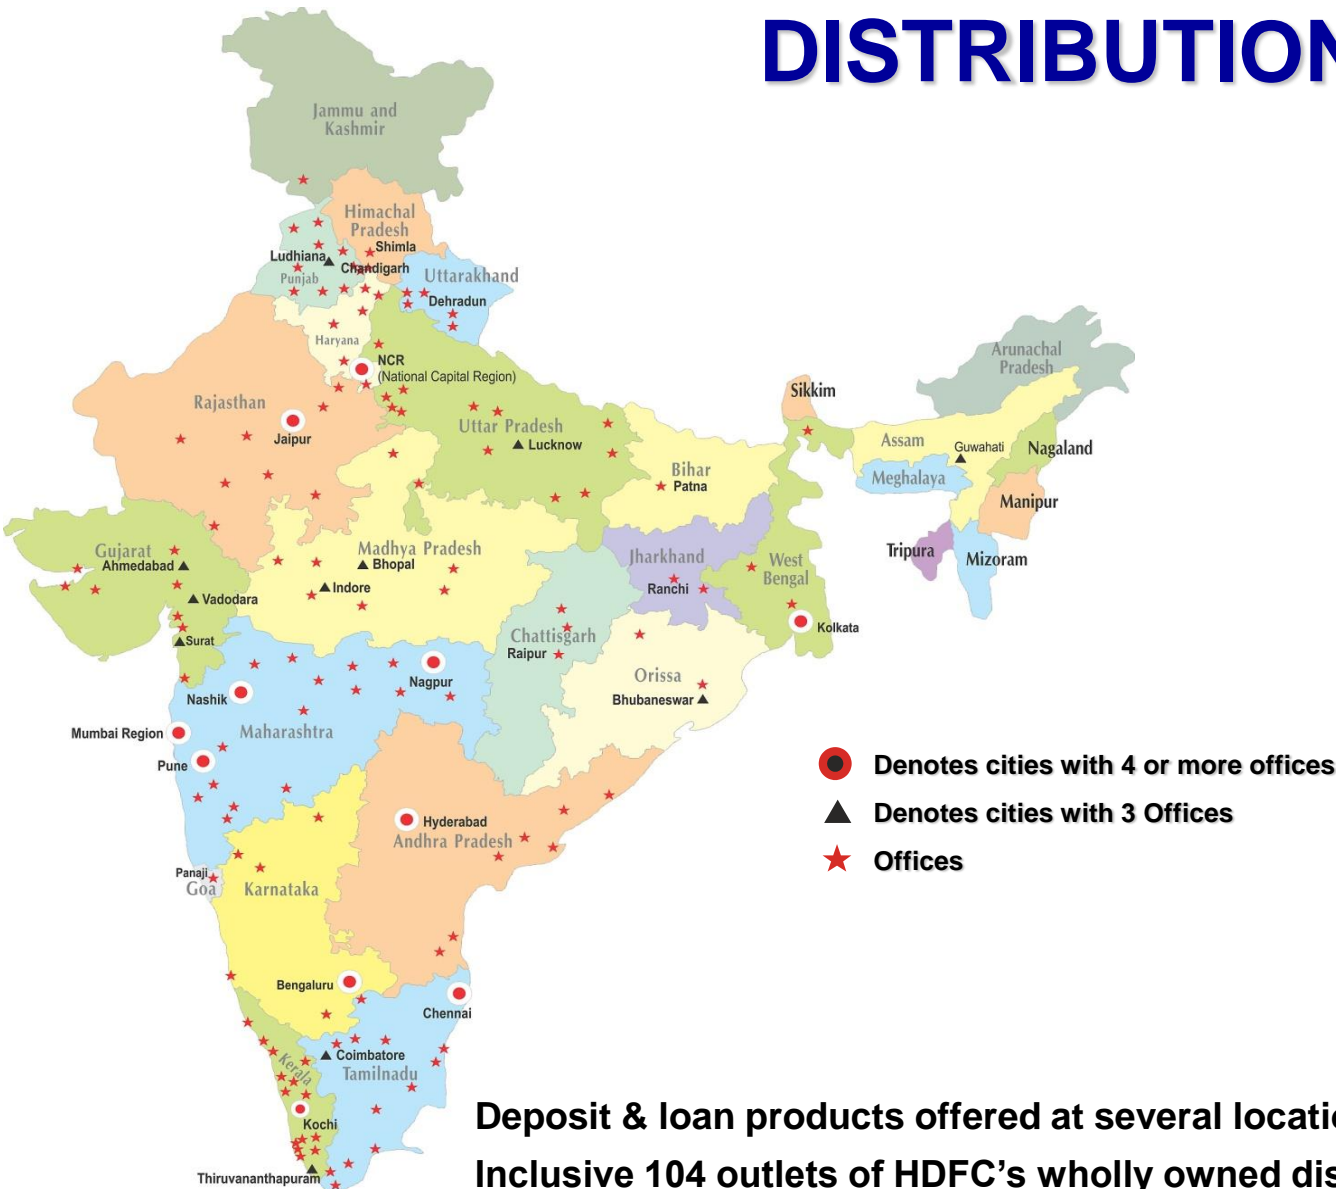 DISTRIBUTION
Jammu and
Kashmir
Himachal
Pradesh
Shimla
Ludhiana
Chandigarh
Punjab
Uttarakhand
Dehradun
Haryana
NCR
(National Capital Region)
Arunachal
Pradesh
Sikkim
Rajasthan
Jaipur
Uttar Pradesh
Lucknow
Assam
Guwahati
Nagaland
Bihar
Patna
Meghalaya
Manipur
Gujarat
Ahmedabad
Madhya Pradesh
Bhopal
Jharkhand
Ranchi
West
Bengal
Tripura
Mizoram
Indore
Vadodara
Surat
Chattisgarh
Raipur
Kolkata
Orissa
Bhubaneswar
Nagpur
Nashik
Mumbai Region
Maharashtra
Pune
Denotes cities with 4 or more offices
Denotes cities with 3 Offices
Offices
Hyderabad
Andhra Pradesh
Panaji
Goa
Karnataka
Bengaluru
Chennai
Coimbatore
Kerala
Tamilnadu
Kochi
Thiruvananthapuram
Deposit & loan products offered at several
Inclusive 104 outlets of HDFC's wholly owned